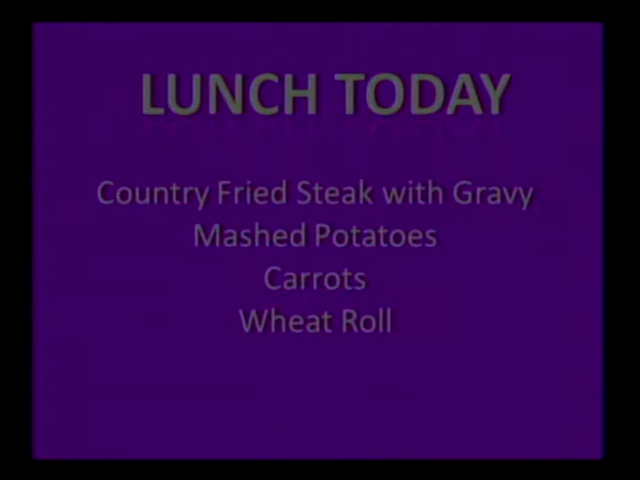 LUNCH TODAY
Country Fried Steak with Gravy
Mashed Potatoes
Carrots
Wheat Roll